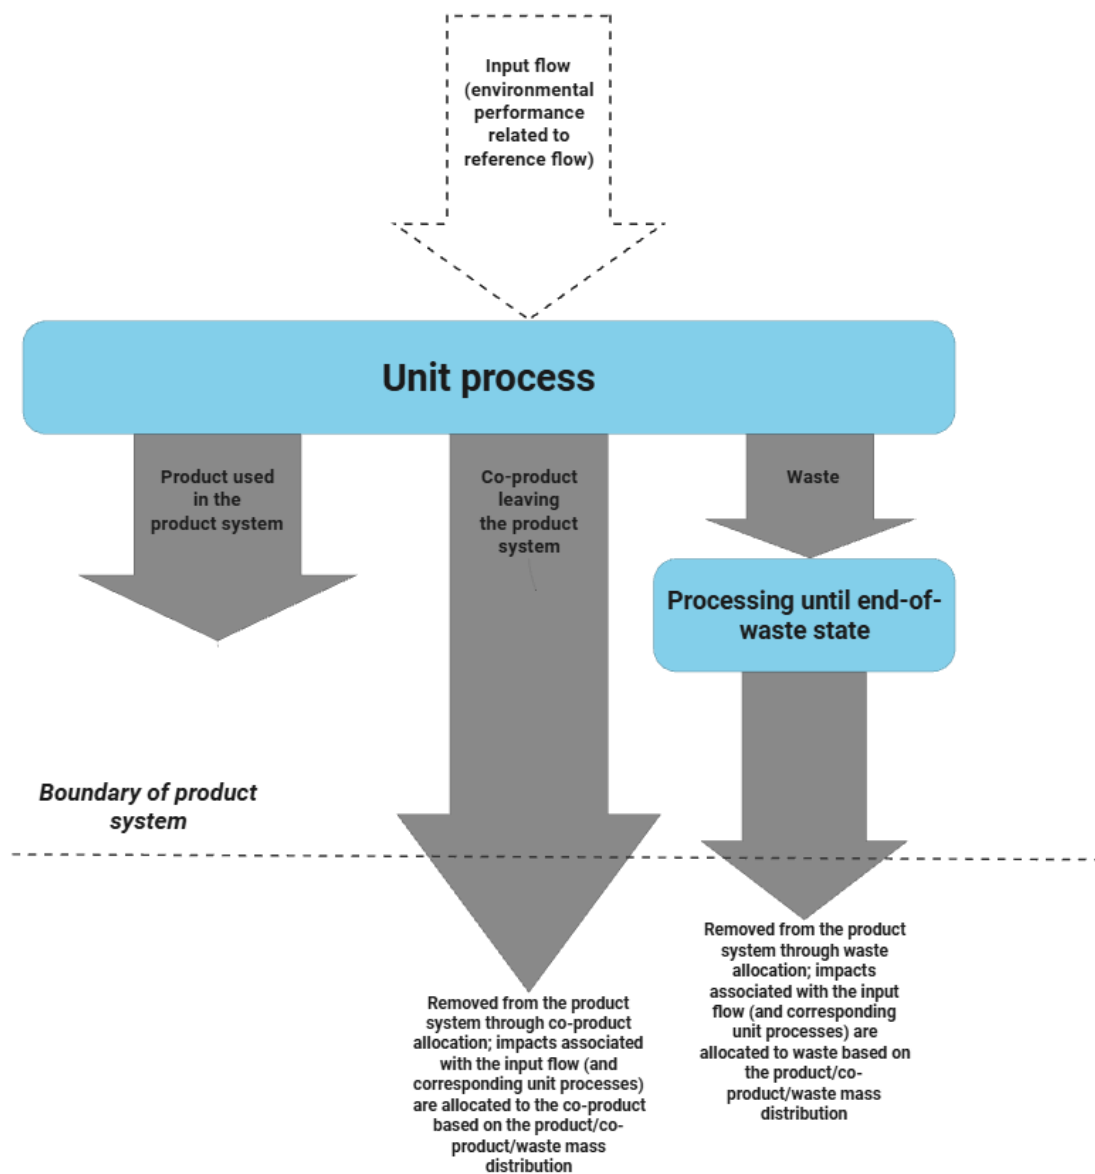 Input flow
(environmental
performance
related to
reference flow)
Unit process
Product used
in the
product system
Co-product
leaving
the product
system
Waste
Processing until end-of-
waste state
Boundary of product
system
Removed from the product
system through waste
allocation; impacts
associated with the input
flow (and corresponding
unit processes) are
allocated to waste based on
the product/co-
product/waste mass
distribution
Removed from the product
system through co-product
allocation; impacts associated
with the input flow (and
corresponding unit processes)
are allocated to the co-product
based on the product/co-
product/waste mass
distribution